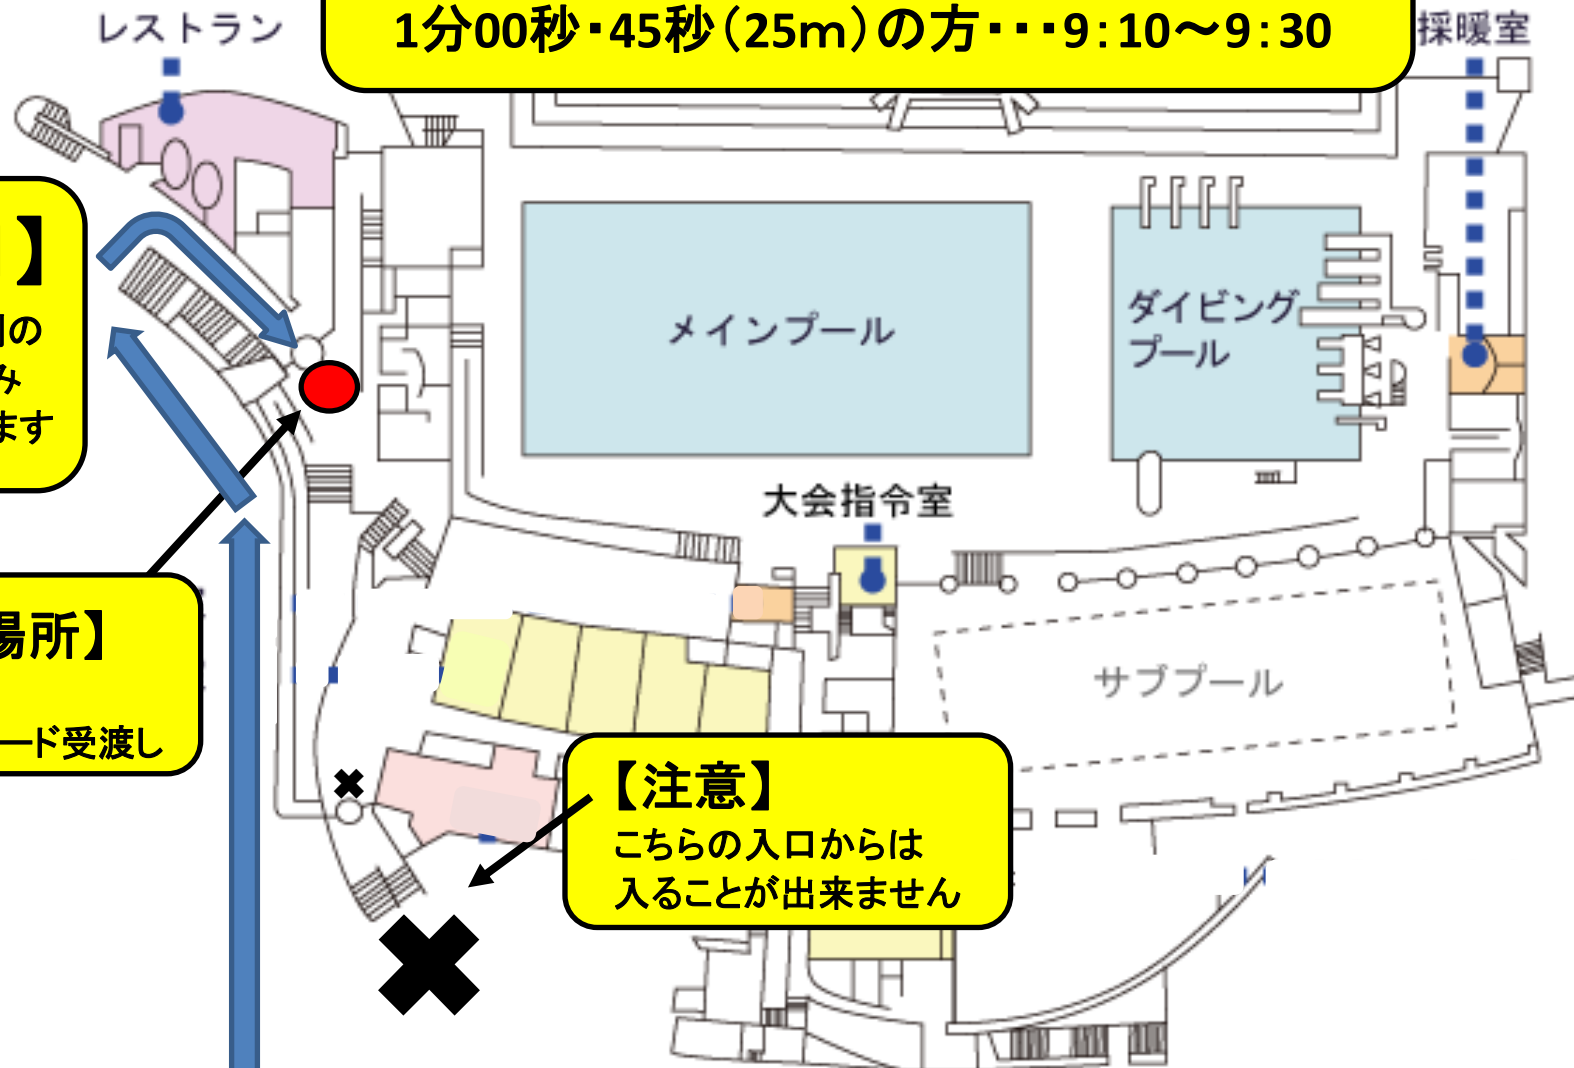 レストラン
1分00秒・45秒（25m）の方・・・9：10～9：30
採暖室
】
の
み
ます
メインプール
ダイビング
プール
大会指令室
場所】
ード受渡し
サブプール
【注意】
こちらの入口からは
入ることが出来ません